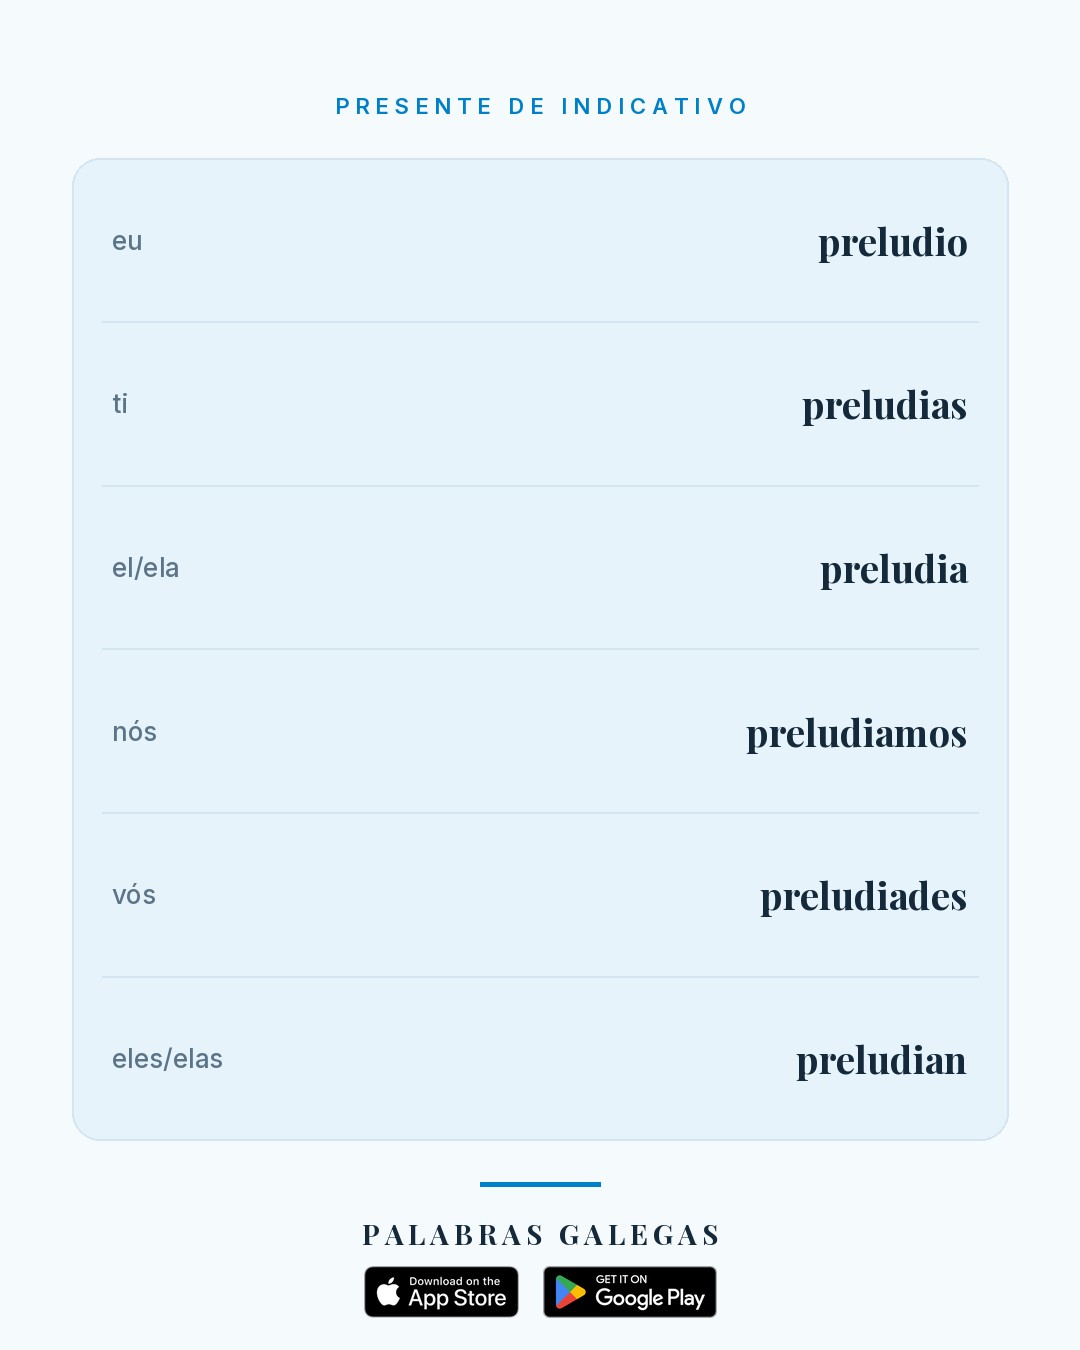 PRESENTE DE INDICATIVO
eu preludio
ti preludias
el/ela preludia
nós preludiamos
vós preludiades
eles/elas preludian
PALABRAS GALEGAS
Download on the App Store
GET IT ON Google Play